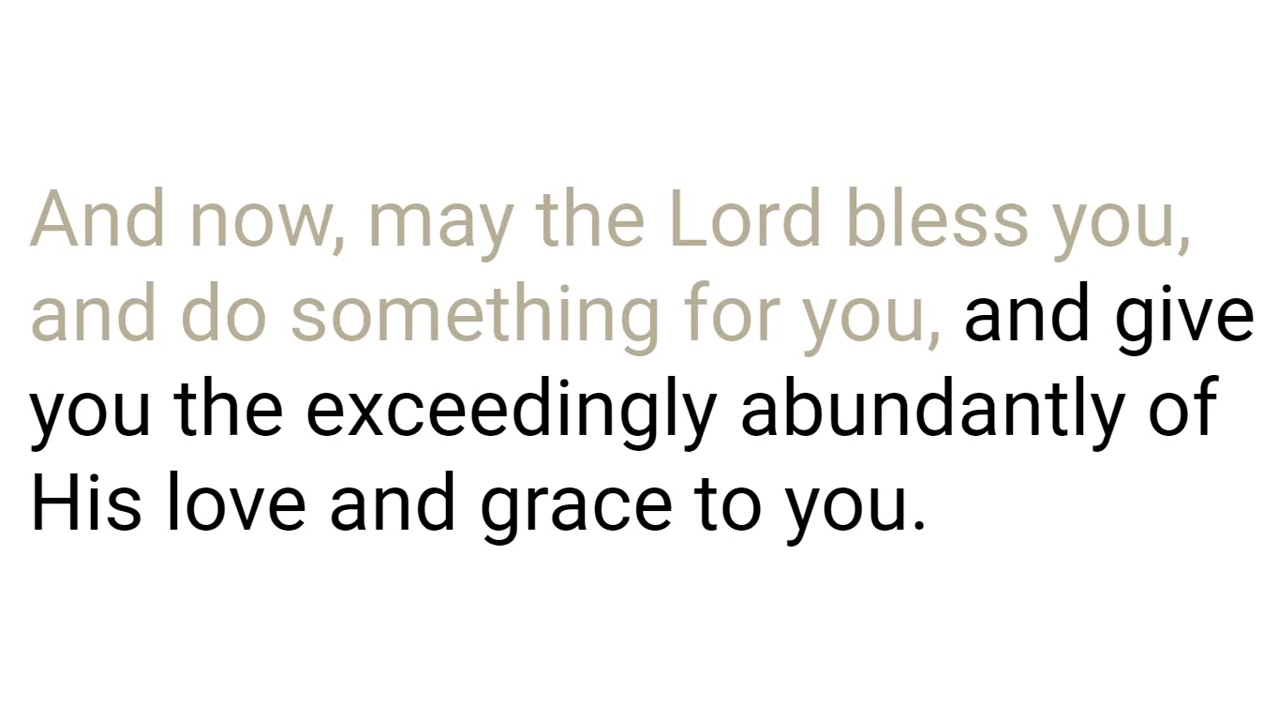 And now, may the Lord bless you,
and do something for you, and give
you the exceedingly abundantly of
His love and grace to you.